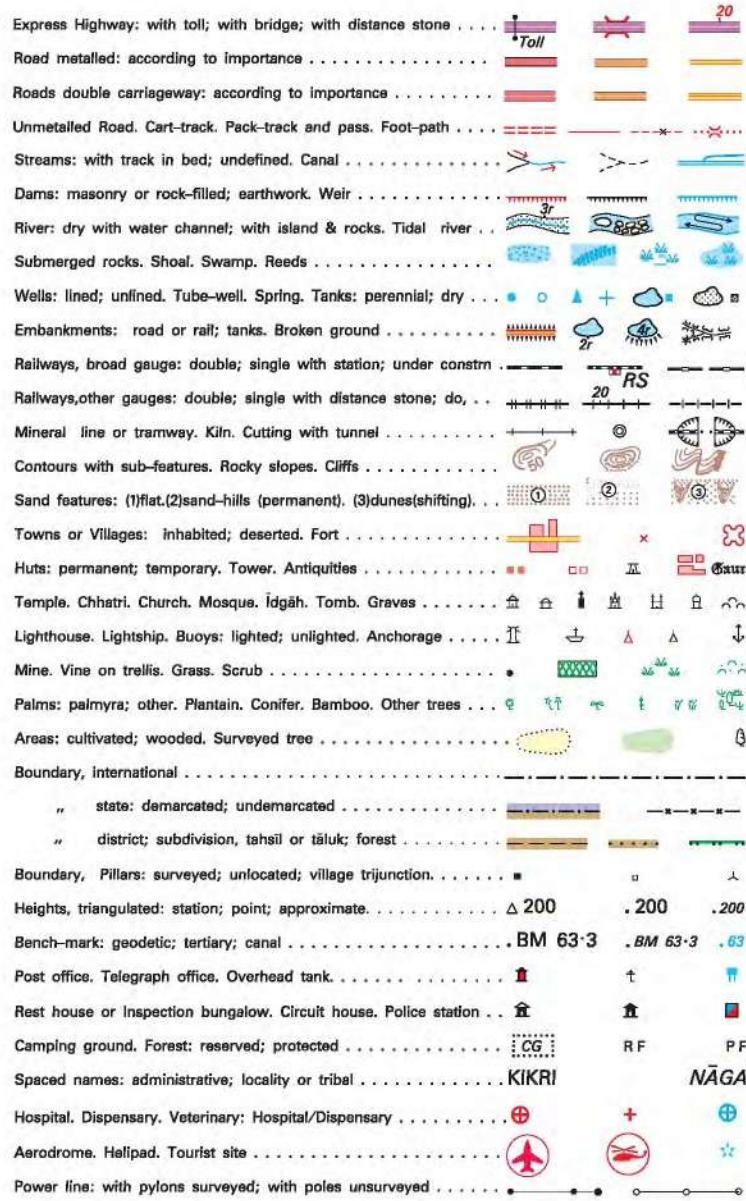 20
Express Highway: with toll; with bridge; with distance stone . . . .
Toll
Road metalled: according to importance . . . . . . . . . . . . . . . .
Roads double carriageway: according to importance . . . . . . . . .
Unmetalled Road. Cart–track. Pack–track and pass. Foot–path . . . .
Streams: with track in bed; undefined. Canal . . . . . . . . . . . . .
Dams: masonry or rock–filled; earthwork. Weir . . . . . . . . . . . .
3r
River: dry with water channel; with island & rocks. Tidal river . .
Submerged rocks. Shoal. Swamp. Reeds . . . . . . . . . . . . . . . .
Wells: lined; unlined. Tube–well. Spring. Tanks: perennial; dry . . .
Embankments: road or rail; tanks. Broken ground . . . . . . . . . 4r
2r
Railways, broad gauge: double; single with station; under constrn .
RS
Railways,other gauges: double; single with distance stone; do, . . 20
Mineral line or tramway. Kiln. Cutting with tunnel . . . . . . . . . .
Contours with sub–features. Rocky slopes. Cliffs . . . . . . . . . . . 50
Sand features: (1)flat.(2)sand–hills (permanent). (3)dunes(shifting). . . 1 2 3
Towns or Villages: inhabited; deserted. Fort . . . . . . . . . . . . .
Huts: permanent; temporary. Tower. Antiquities . . . . . . . . . . . . Gaur
Temple. Chhatri. Church. Mosque. Īdgāh. Tomb. Graves . . . . . . .
Lighthouse. Lightship. Buoys: lighted; unlighted. Anchorage . . . . .
Mine. Vine on trellis. Grass. Scrub . . . . . . . . . . . . . . . . . .
Palms: palmyra; other. Plantain. Conifer. Bamboo. Other trees . . .
Areas: cultivated; wooded. Surveyed tree . . . . . . . . . . . . . . .
Boundary, international . . . . . . . . . . . . . . . . . . . . . . . . .
„ state: demarcated; undemarcated . . . . . . . . . . . . . .
„ district; subdivision, tahsīl or tāluk; forest . . . . . . . . .
Boundary, Pillars: surveyed; unlocated; village trijunction. . . . . . .
Heights, triangulated: station; point; approximate. . . . . . . . . . . . 200 . 200 . 200
Bench–mark: geodetic; tertiary; canal . . . . . . . . . . . . . . . . . . BM 63·3 . BM 63·3 . 63
Post office. Telegraph office. Overhead tank. . . . . . . . . . . . . .
Rest house or Inspection bungalow. Circuit house. Police station . .
Camping ground. Forest: reserved; protected . . . . . . . . . . . . . . CG R F P F
Spaced names: administrative; locality or tribal . . . . . . . . . . . . KIKRI NĀGA
Hospital. Dispensary. Veterinary: Hospital/Dispensary . . . . . . . . .
Aerodrome. Helipad. Tourist site . . . . . . . . . . . . . . . . . . . .
Power line: with pylons surveyed; with poles unsurveyed . . . . . .